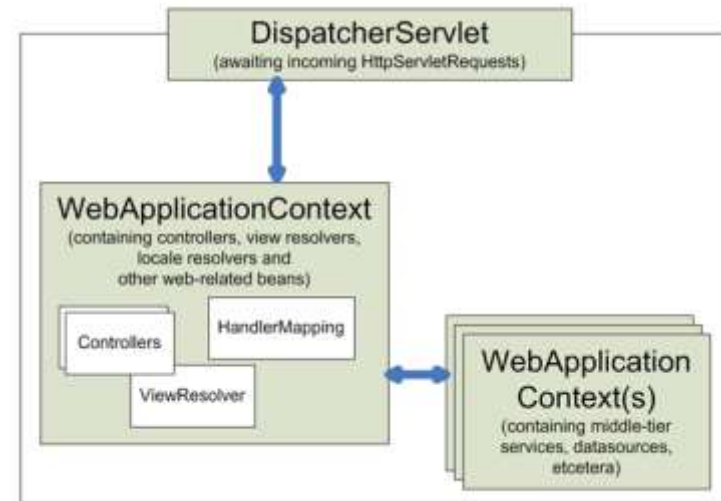 DispatcherServlet
(awaiting incoming HttpServletRequests)
WebApplicationContext
(containing controllers, view resolvers,
locale resolvers and
other web-related beans)
HandlerMapping
Controllers
ViewResolver
WebApplication
Context(s)
(containing middle-tier
services, datasources,
etcetera)